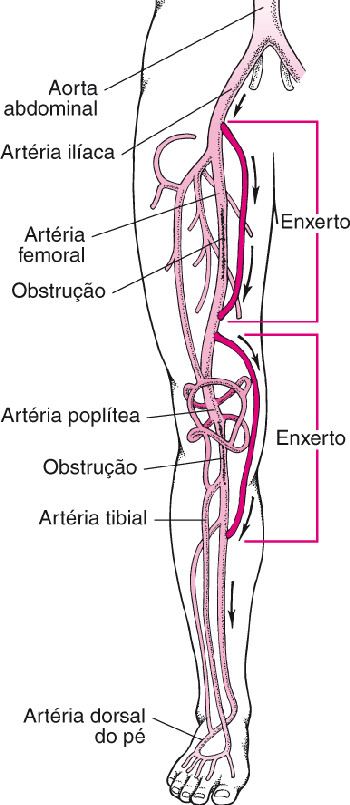 Aorta
abdominal
Artéria ilíaca
Enxerto
Artéria
femoral
Obstrução
Artéria poplítea
Enxerto
Obstrução
Artéria tibial
Artéria dorsal
do pé